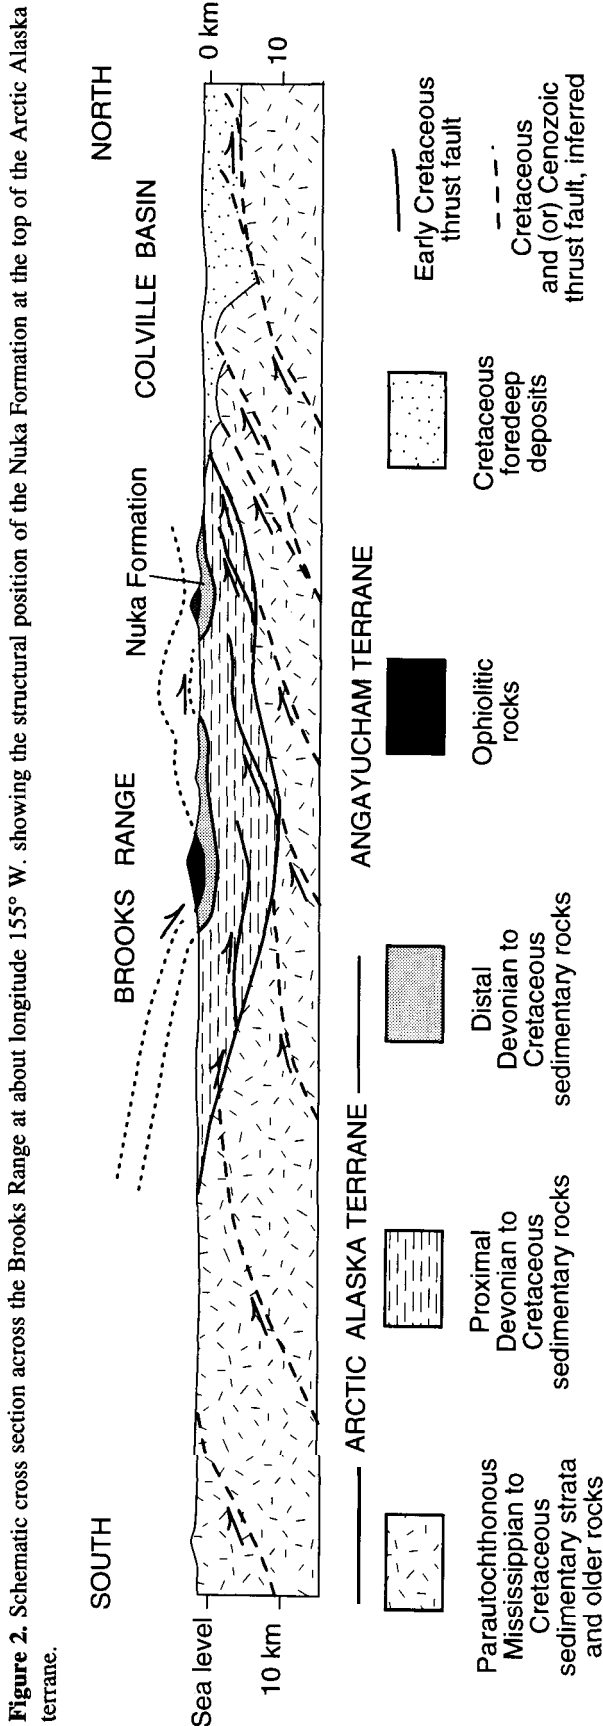 Figure 2. Schematic cross section across the Brooks Range at about longitude 155° W. showing the structural position of the Nuka Formation at the top of the Arctic Alaska
terrane.
SOUTH
BROOKS RANGE
Nuka Formation
COLVILLE BASIN
NORTH
Sea level
10 km
0 km
10
ARCTIC ALASKA TERRANE
ANGAYUCHAM TERRANE
Parautochthonous
Mississippian to
Cretaceous
sedimentary strata
and older rocks
Proximal
Devonian to
Cretaceous
sedimentary rocks
Distal
Devonian to
Cretaceous
sedimentary rocks
Ophiolitic
rocks
Cretaceous
foredeep
deposits
Early Cretaceous
thrust fault
Cretaceous
and (or) Cenozoic
thrust fault, inferred